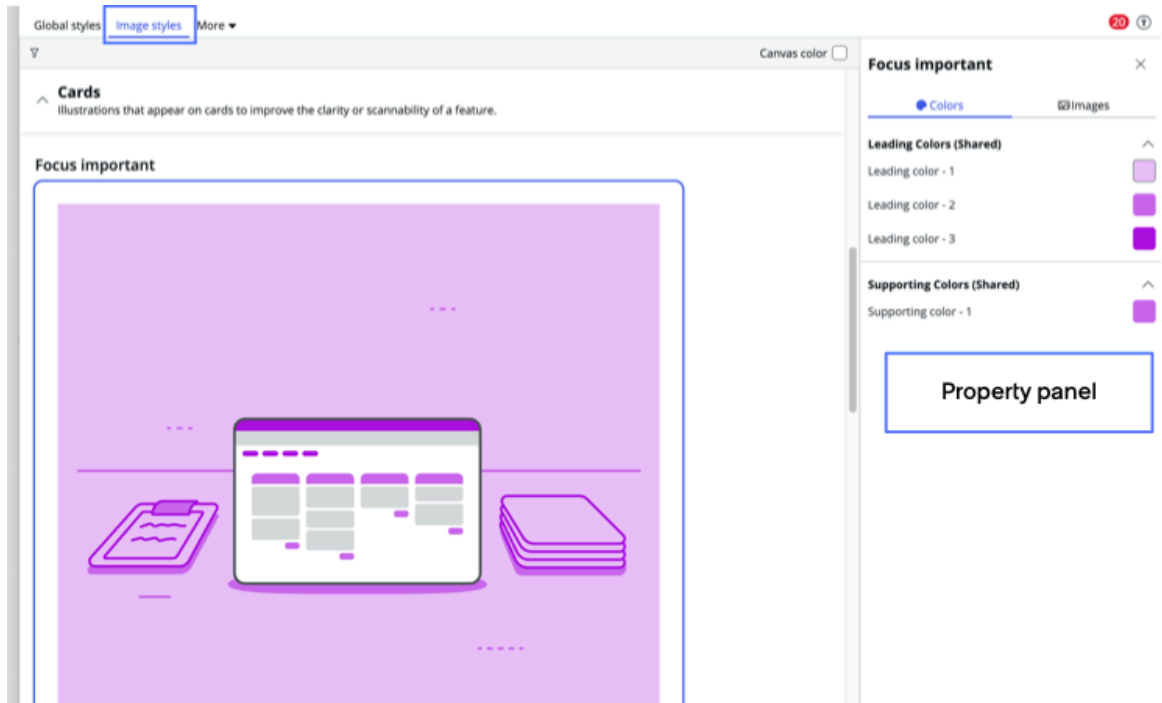 Global styles Image styles More
20
Canvas color
Cards
Illustrations that appear on cards to improve the clarity or scannability of a feature.
Focus important
Focus important
Colors Images
Leading Colors (Shared)
Leading color - 1
Leading color - 2
Leading color - 3
Supporting Colors (Shared)
Supporting color - 1
Property panel